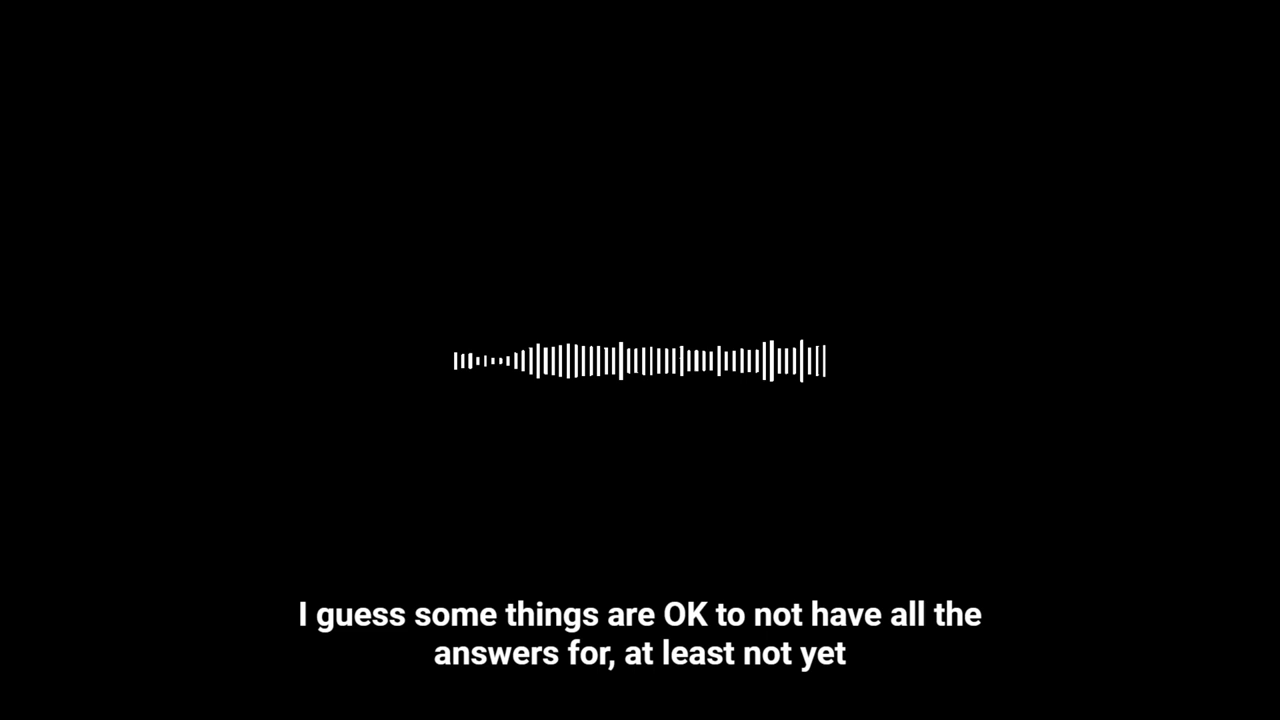 I guess some things are OK to not have all the
answers for, at least not yet